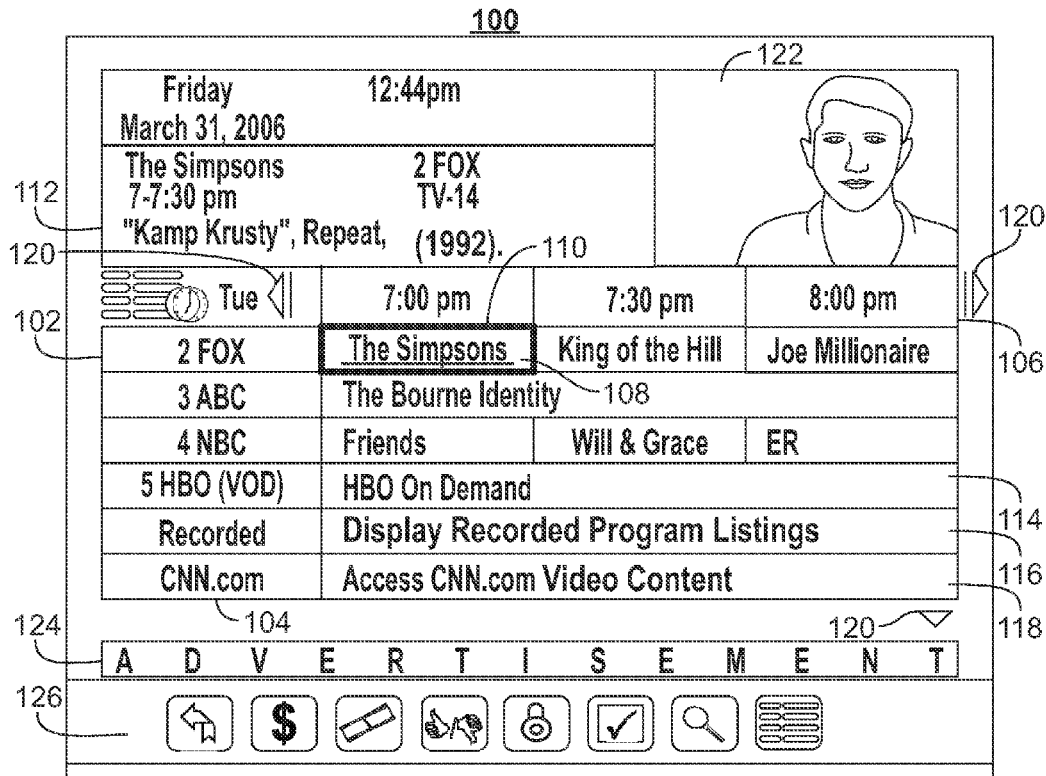 100
122
Friday 12:44pm
March 31, 2006
The Simpsons 2 FOX
7-7:30 pm TV-14
"Kamp Krusty", Repeat, (1992).
112
120
110
120
Tue 7:00 pm 7:30 pm 8:00 pm
102
106
2 FOX The Simpsons King of the Hill Joe Millionaire
3 ABC The Bourne Identity
108
4 NBC Friends Will & Grace ER
5 HBO (VOD) HBO On Demand
114
Recorded Display Recorded Program Listings
116
CNN.com Access CNN.com Video Content
118
104
120
124
A D V E R T I S E M E N T
126
$